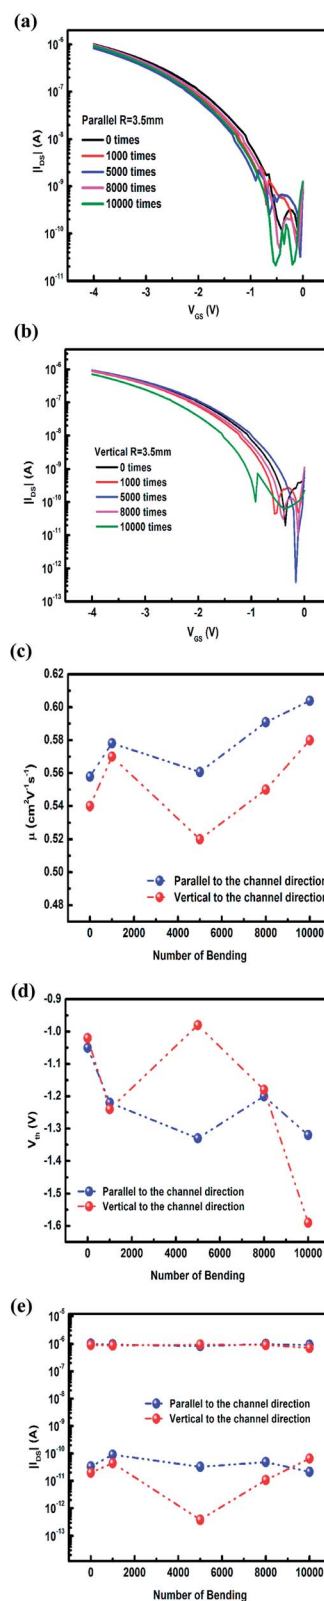 (a)
10⁻⁶
10⁻⁷
10⁻⁸
10⁻⁹
10⁻¹⁰
10⁻¹¹
|I_DS| (A)
Parallel R=3.5mm
0 times
1000 times
5000 times
8000 times
10000 times
-4 -3 -2 -1 0
V_GS (V)
(b)
10⁻⁶
10⁻⁷
10⁻⁸
10⁻⁹
10⁻¹⁰
10⁻¹¹
10⁻¹²
10⁻¹³
|I_DS| (A)
Vertical R=3.5mm
0 times
1000 times
5000 times
8000 times
10000 times
-4 -3 -2 -1 0
V_GS (V)
(c)
0.62
0.60
0.58
0.56
0.54
0.52
0.50
0.48
μ (cm²V⁻¹s⁻¹)
Parallel to the channel direction
Vertical to the channel direction
0 2000 4000 6000 8000 10000
Number of Bending
(d)
-0.9
-1.0
-1.1
-1.2
-1.3
-1.4
-1.5
-1.6
V_th (V)
Parallel to the channel direction
Vertical to the channel direction
0 2000 4000 6000 8000 10000
Number of Bending
(e)
10⁻⁵
10⁻⁶
10⁻⁷
10⁻⁸
10⁻⁹
10⁻¹⁰
10⁻¹¹
10⁻¹²
10⁻¹³
|I_DS| (A)
Parallel to the channel direction
Vertical to the channel direction
0 2000 4000 6000 8000 10000
Number of Bending